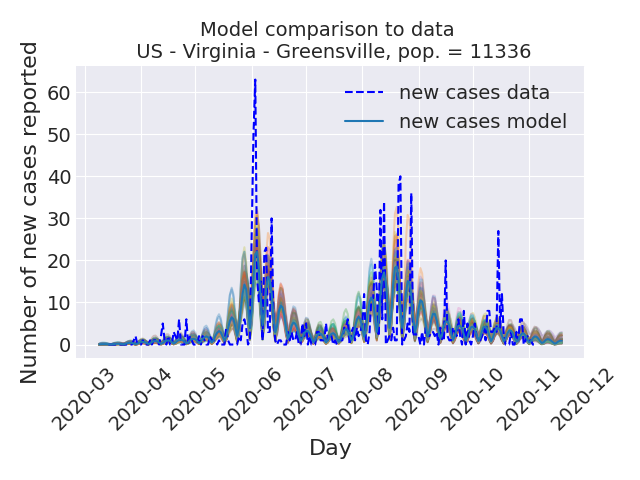 Model comparison to data
US - Virginia - Greensville, pop. = 11336
Number of new cases reported
60
50
40
30
20
10
0
new cases data
new cases model
2020-03
2020-04
2020-05
2020-06
2020-07
2020-08
2020-09
2020-10
2020-11
2020-12
Day